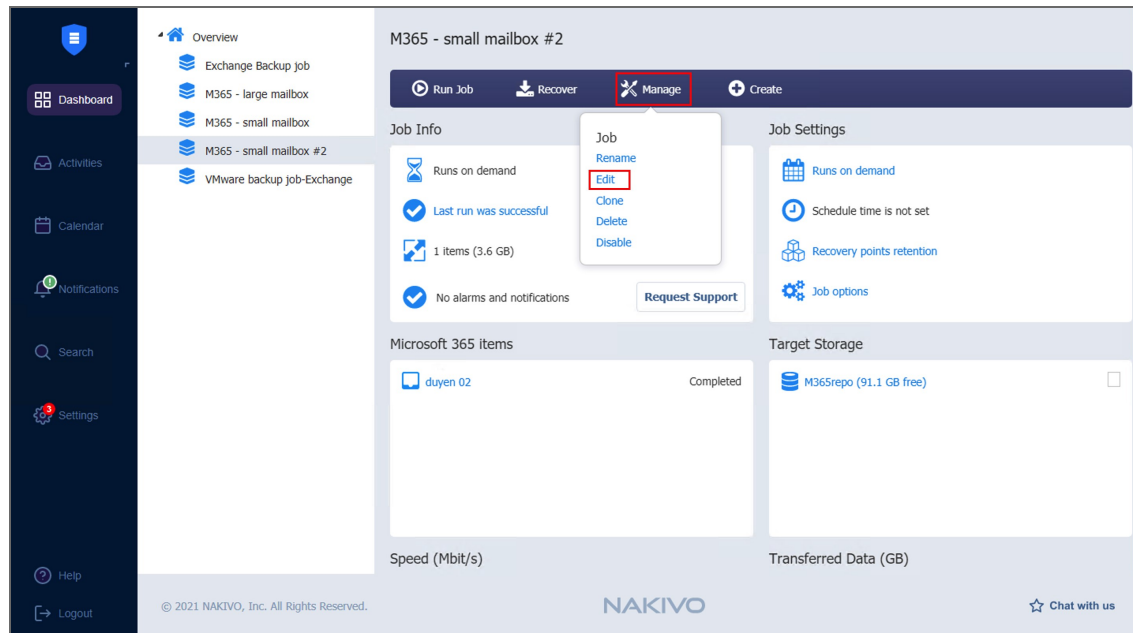 Dashboard
Activities
Calendar
!
Notifications
Search
3
Settings
Help
Logout
Overview
Exchange Backup job
M365 - large mailbox
M365 - small mailbox
M365 - small mailbox #2
VMware backup job-Exchange
M365 - small mailbox #2
Run Job Recover Manage Create
Job Info
Runs on demand
Last run was successful
1 items (3.6 GB)
No alarms and notifications
Request Support
Job
Rename
Edit
Clone
Delete
Disable
Job Settings
Runs on demand
Schedule time is not set
Recovery points retention
Job options
Microsoft 365 items
duyen 02 Completed
Target Storage
M365repo (91.1 GB free)
Speed (Mbit/s)
Transferred Data (GB)
© 2021 NAKIVO, Inc. All Rights Reserved.
NAKIVO
Chat with us